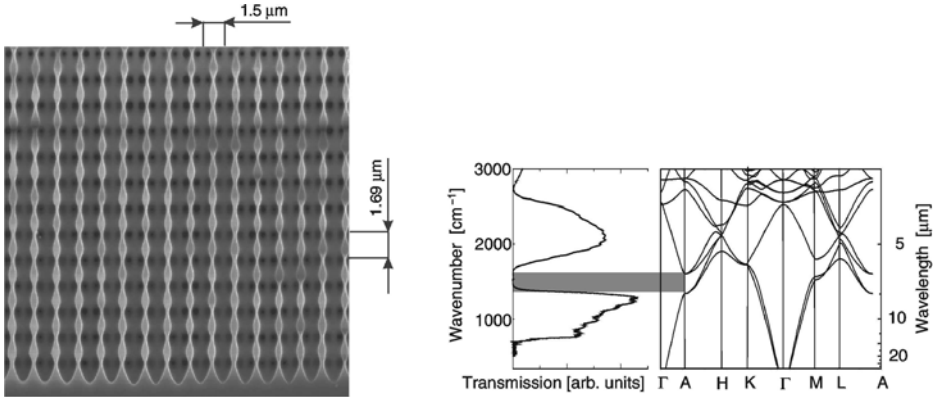 1.5 μm
1.69 μm
3000
2000
1000
Wavenumber [cm⁻¹]
Transmission [arb. units]
5
10
20
Wavelength [μm]
Γ A H K Γ M L A